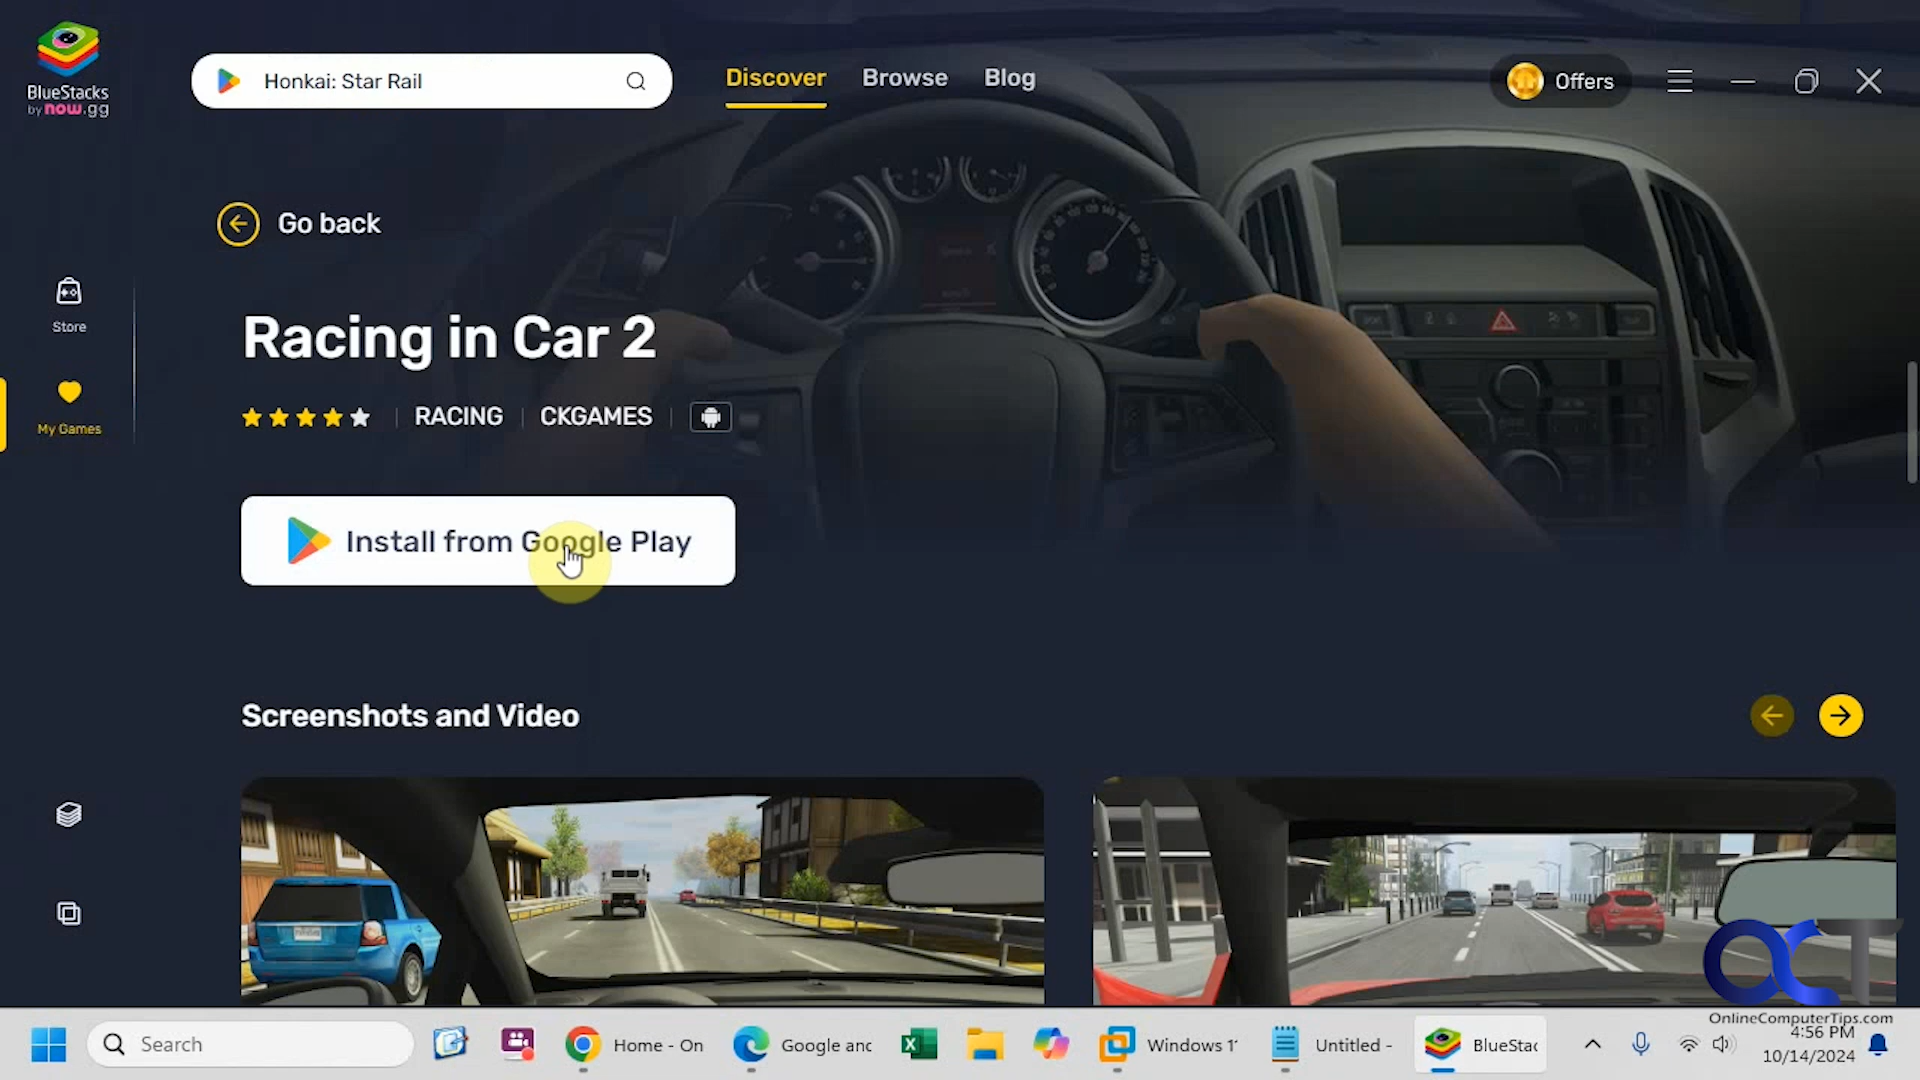 BlueStacks
by now.gg
Honkai: Star Rail
Discover
Browse
Blog
Offers
Go back
Store
My Games
Racing in Car 2
RACING
CKGAMES
Install from Google Play
Screenshots and Video
OnlineComputerTips.com
Search
Home - On
Google and
Windows 11
Untitled -
BlueStac
4:56 PM
10/14/2024